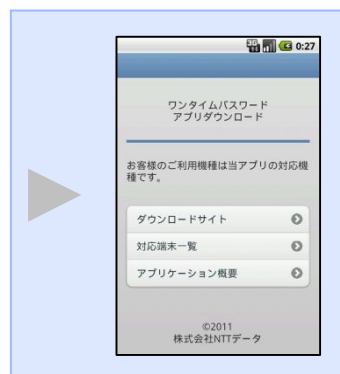 0:27
ワンタイムパスワード
アプリダウンロード
お客様のご利用機種は当アプリの対応機
種です。
ダウンロードサイト
対応端末一覧
アプリケーション概要
©2011
株式会社NTTデータ